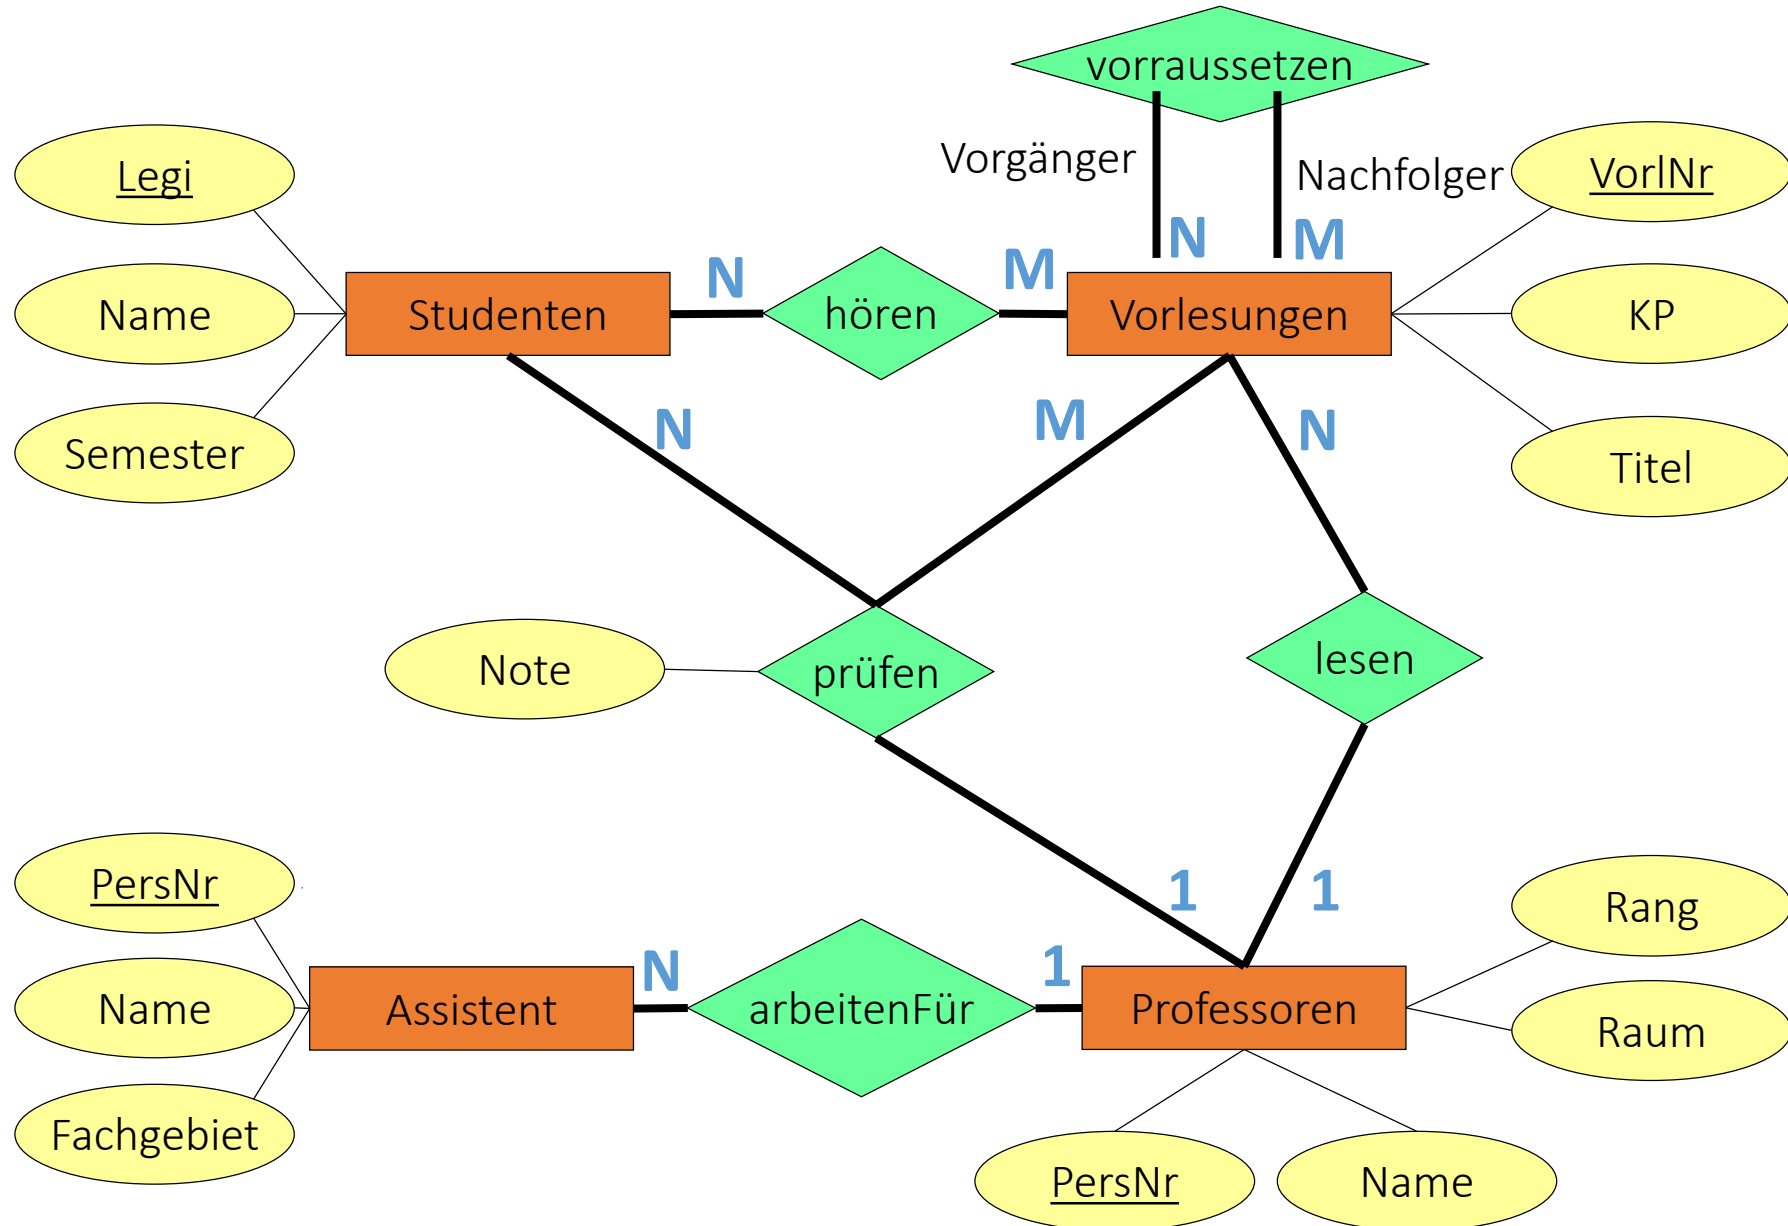 vorraussetzen
Vorgänger
Nachfolger
Legi
VorlNr
N
M
N
M
Name
Studenten
hören
Vorlesungen
KP
Semester
N
M
N
Titel
Note
prüfen
lesen
PersNr
1
1
Rang
N
1
Name
Assistent
arbeitenFür
Professoren
Raum
Fachgebiet
PersNr
Name